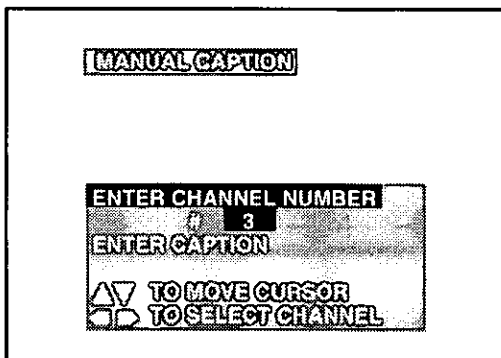 MANUAL CAPTION
ENTER CHANNEL NUMBER
# 3
ENTER CAPTION
△▽ TO MOVE CURSOR
◁▷ TO SELECT CHANNEL